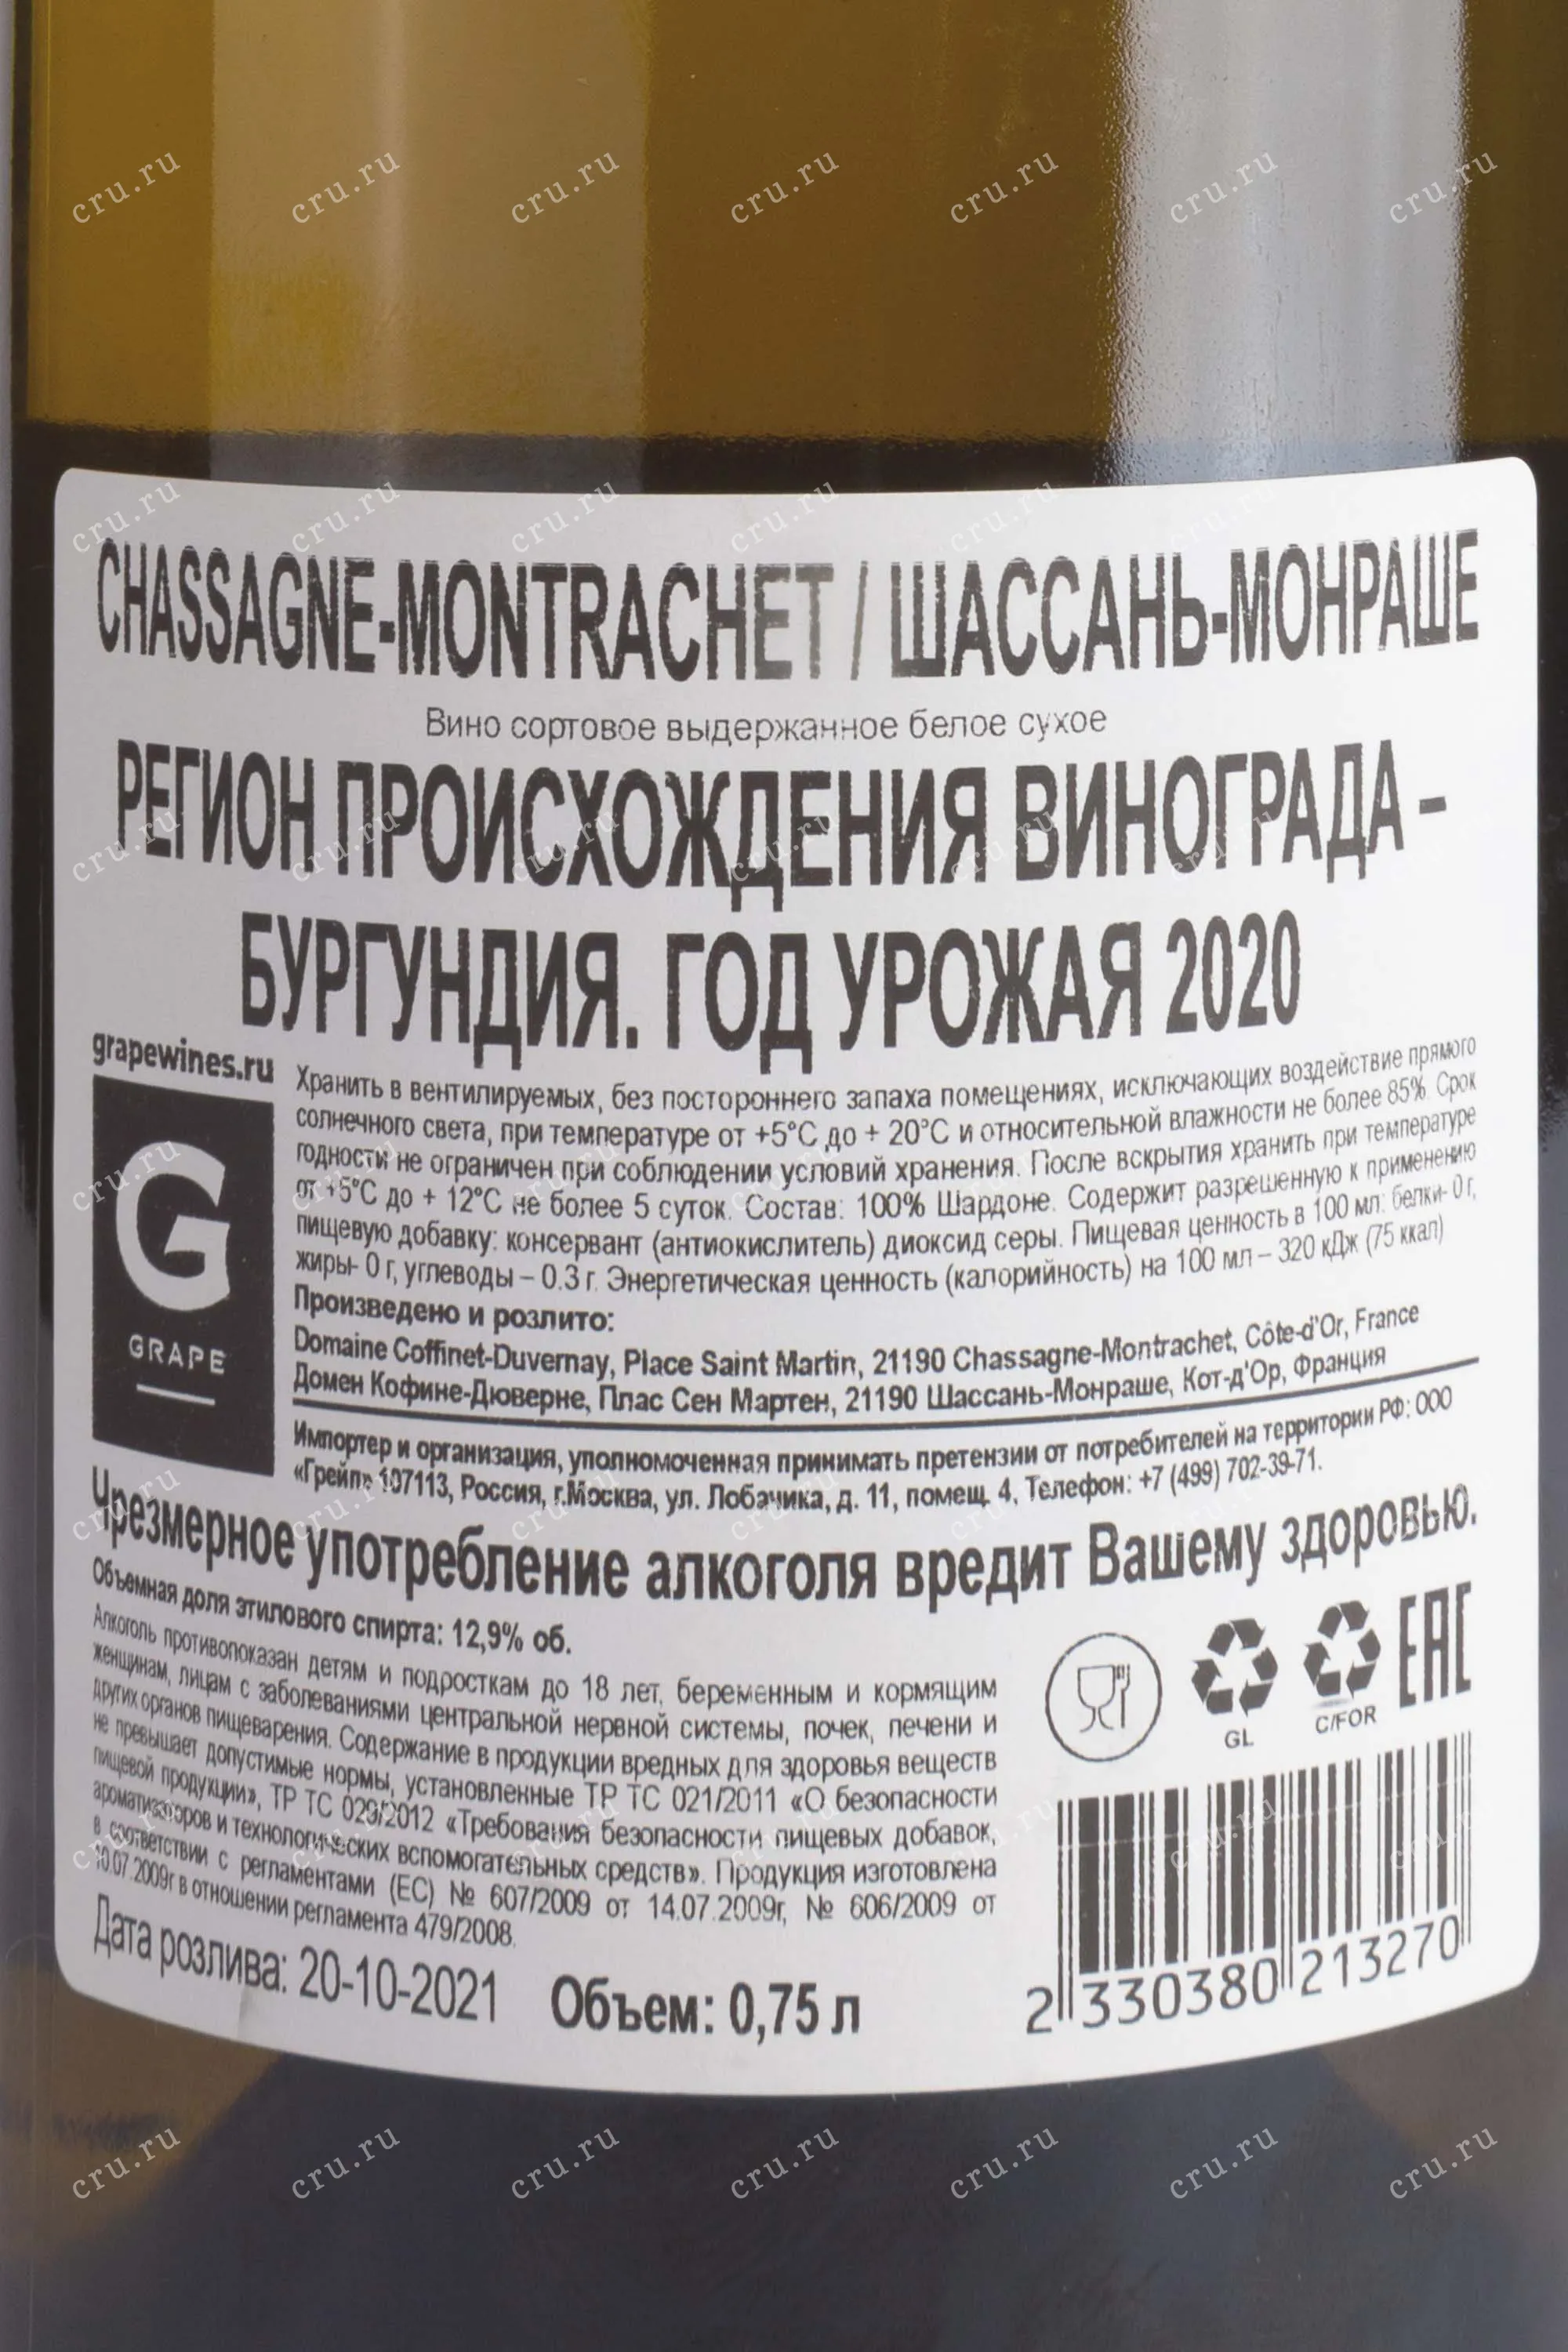 CHASSAGNE-MONTRACHET / ШАССАНЬ-МОНРАШЕ
Вино сортовое выдержанное белое сухое
РЕГИОН ПРОИСХОЖДЕНИЯ ВИНОГРАДА –
БУРГУНДИЯ. ГОД УРОЖАЯ 2020
grapewines.ru
G
GRAPE
Хранить в вентилируемых, без постороннего запаха помещениях, исключающих воздействие прямого
солнечного света, при температуре от +5°C до + 20°C и относительной влажности не более 85%. Срок
годности не ограничен при соблюдении условий хранения. После вскрытия хранить при температуре
от +5°C до + 12°C не более 5 суток. Состав: 100% Шардоне. Содержит разрешенную к применению
пищевую добавку: консервант (антиокислитель) диоксид серы. Пищевая ценность в 100 мл: белки- 0 г,
жиры- 0 г, углеводы – 0.3 г. Энергетическая ценность (калорийность) на 100 мл – 320 кДж (75 ккал)
Произведено и розлито:
Domaine Coffinet-Duvernay, Place Saint Martin, 21190 Chassagne-Montrachet, Côte-d'Or, France
Домен Кофине-Дюверне, Плас Сен Мартен, 21190 Шассань-Монраше, Кот-д'Ор, Франция
Импортер и организация, уполномоченная принимать претензии от потребителей на территории РФ: ООО
«Грейп» 107113, Россия, г.Москва, ул. Лобачика, д. 11, помещ. 4. Телефон: +7 (499) 702-39-71.
Чрезмерное употребление алкоголя вредит Вашему здоровью.
Объемная доля этилового спирта: 12,9% об.
Алкоголь противопоказан детям и подросткам до 18 лет, беременным и кормящим
женщинам, лицам с заболеваниями центральной нервной системы, почек, печени и
других органов пищеварения. Содержание в продукции вредных для здоровья веществ
не превышает допустимые нормы, установленные ТР ТС 021/2011 «О безопасности
пищевой продукции», ТР ТС 029/2012 «Требования безопасности пищевых добавок,
ароматизаторов и технологических вспомогательных средств». Продукция изготовлена
в соответствии с регламентами (ЕС) № 607/2009 от 14.07.2009г, № 606/2009 от
10.07.2009г в отношении регламента 479/2008.
Дата розлива: 20-10-2021
Объем: 0,75 л
GL
C/FOR
EAC
2 330380 213270
cru.ru